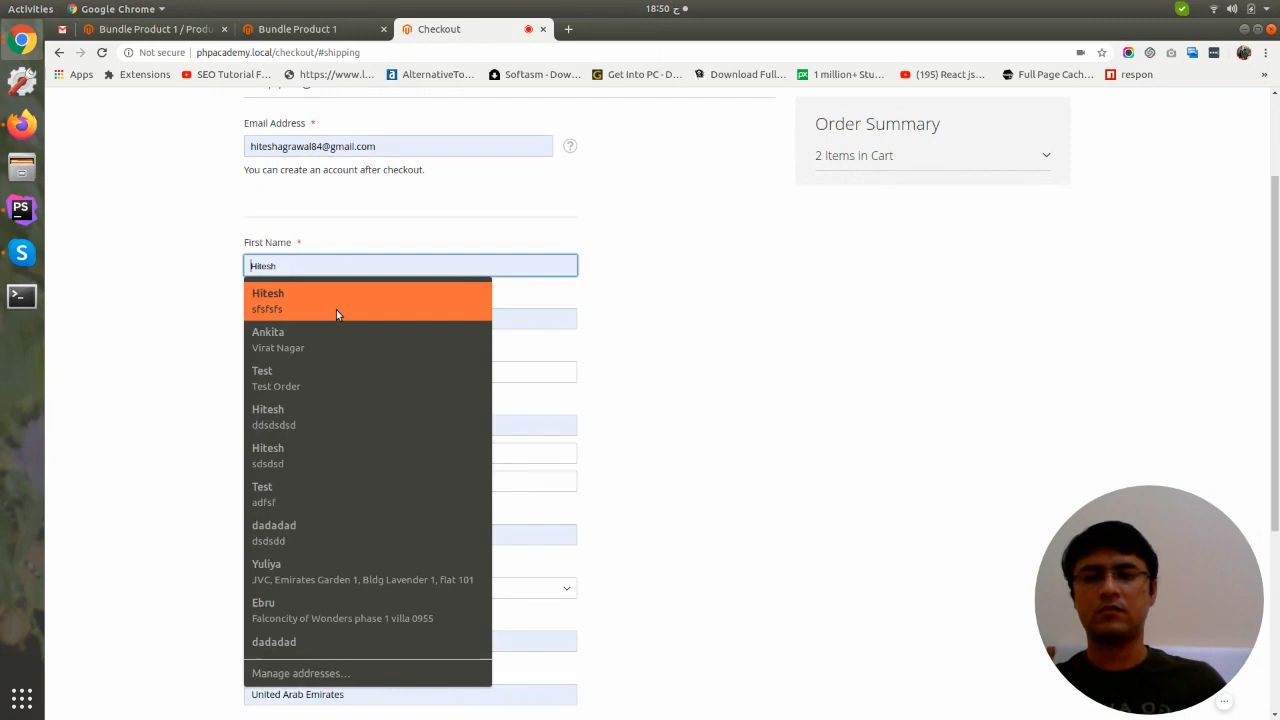 Activities
Google Chrome
18:50 ج
Bundle Product 1 / Produ
Bundle Product 1
Checkout
Not secure
phpacademy.local/checkout/#shipping
Apps
Extensions
SEO Tutorial F...
https://www.l...
AlternativeTo...
Softasm - Dow...
Get Into PC - D...
Download Full...
1 million+ Stu...
(195) React js...
Full Page Cach...
respon
»
Email Address *
hiteshagrawal84@gmail.com
?
You can create an account after checkout.
Order Summary
2 Items in Cart
First Name *
Hitesh
Hitesh
sfsfsfs
Ankita
Virat Nagar
Test
Test Order
Hitesh
ddsdsdsd
Hitesh
sdsdsd
Test
adfsf
dadadad
dsdsdd
Yuliya
JVC, Emirates Garden 1, Bldg Lavender 1, flat 101
Ebru
Falconcity of Wonders phase 1 villa 0955
dadadad
Manage addresses...
United Arab Emirates
PS